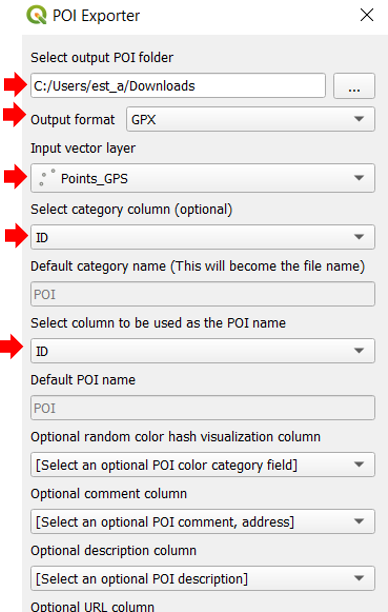 POI Exporter
Select output POI folder
C:/Users/est_a/Downloads
...
Output format GPX
Input vector layer
Points_GPS
Select category column (optional)
ID
Default category name (This will become the file name)
POI
Select column to be used as the POI name
ID
Default POI name
POI
Optional random color hash visualization column
[Select an optional POI color category field]
Optional comment column
[Select an optional POI comment, address]
Optional description column
[Select an optional POI description]
Optional URL column